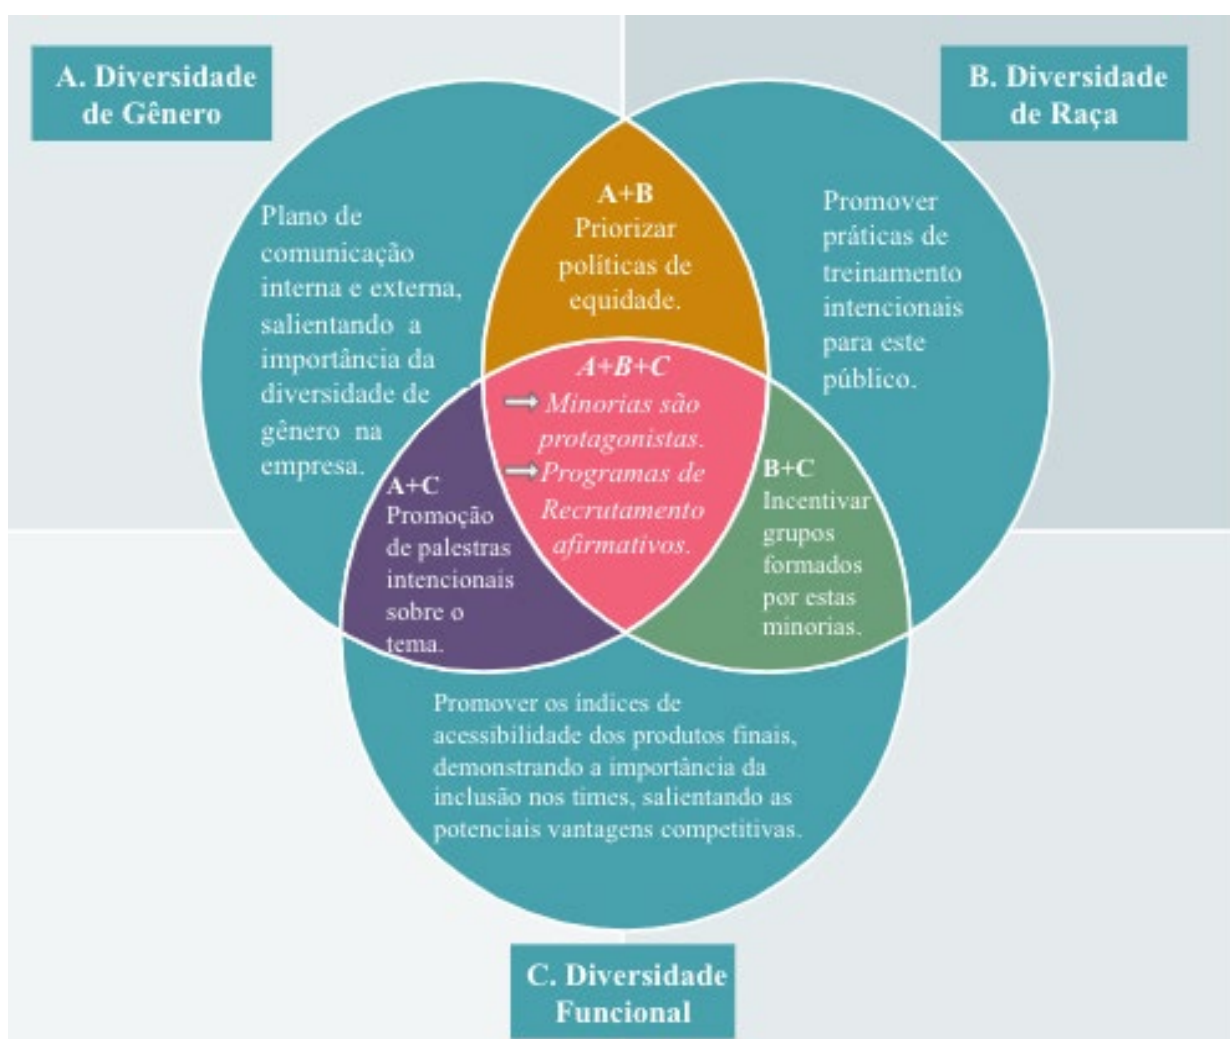 A. Diversidade
de Gênero
B. Diversidade
de Raça
Plano de
comunicação
interna e externa,
salientando a
importância da
diversidade de
gênero na
empresa.
A+B
Priorizar
políticas de
equidade.
Promover
práticas de
treinamento
intencionais
para este
público.
A+B+C
Minorias são
protagonistas.
Programas de
Recrutamento
afirmativos.
A+C
Promoção
de palestras
intencionais
sobre o
tema.
B+C
Incentivar
grupos
formados
por estas
minorias.
Promover os índices de
acessibilidade dos produtos finais,
demonstrando a importância da
inclusão nos times, salientando as
potenciais vantagens competitivas.
C. Diversidade
Funcional